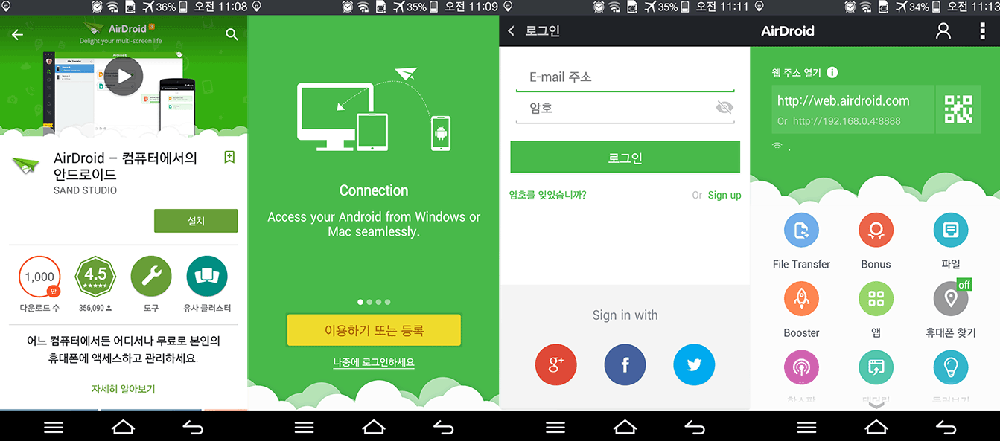 36% 오전 11:08
AirDroid 3
Delight your multi-screen life
AirDroid – 컴퓨터에서의
안드로이드
SAND STUDIO
설치
1,000
만
4.5
다운로드 수
356,090
도구
유사 클러스터
어느 컴퓨터에서든 어디서나 무료로 본인의
휴대폰에 액세스하고 관리하세요.
자세히 알아보기
35% 오전 11:09
Connection
Access your Android from Windows or
Mac seamlessly.
이용하기 또는 등록
나중에 로그인하세요
35% 오전 11:11
로그인
E-mail 주소
암호
로그인
암호를 잊었습니까?
Or Sign up
Sign in with
g+
f
34% 오전 11:13
AirDroid
웹 주소 열기
http://web.airdroid.com
Or http://192.168.0.4:8888
.
File Transfer
Bonus
파일
off
Booster
앱
휴대폰 찾기